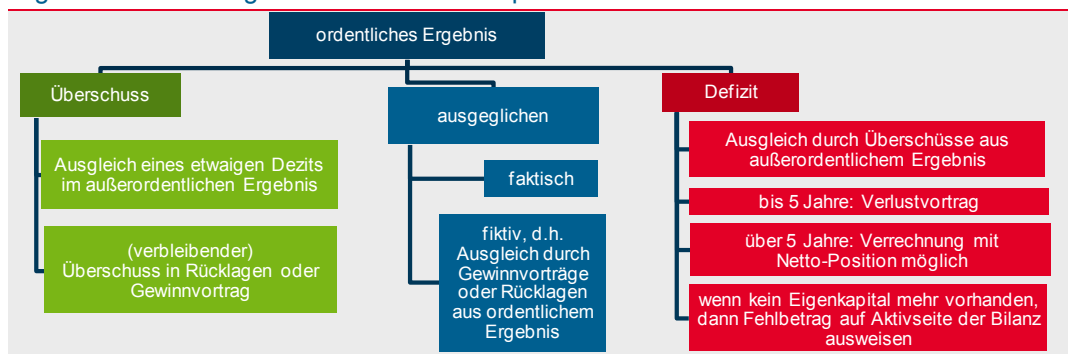 ordentliches Ergebnis
Überschuss
Ausgleich eines etwaigen Dezits
im außerordentlichen Ergebnis
(verbleibender)
Überschuss in Rücklagen oder
Gewinnvortrag
ausgeglichen
faktisch
fiktiv, d.h.
Ausgleich durch
Gewinnvorträge
oder Rücklagen
aus ordentlichem
Ergebnis
Defizit
Ausgleich durch Überschüsse aus
außerordentlichem Ergebnis
bis 5 Jahre: Verlustvortrag
über 5 Jahre: Verrechnung mit
Netto-Position möglich
wenn kein Eigenkapital mehr vorhanden,
dann Fehlbetrag auf Aktivseite der Bilanz
ausweisen